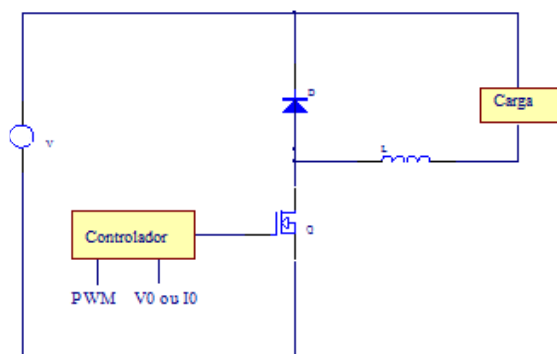 D
Carga
V
L
Controlador
Q
PWM
V0 ou I0